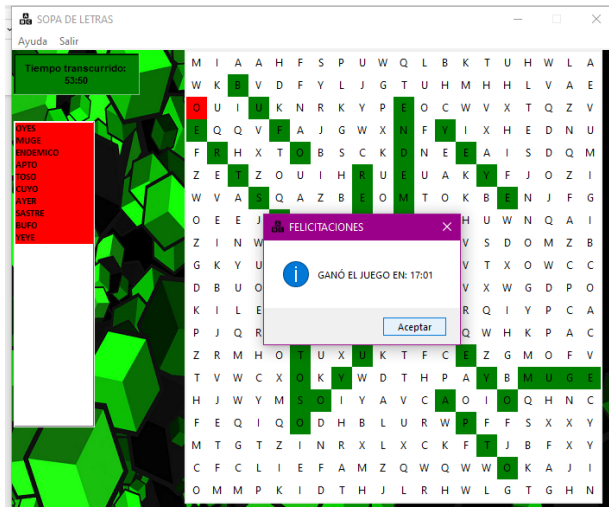 SOPA DE LETRAS
Ayuda Salir
Tiempo transcurrido:
53:50
OYES
MUGE
ENDEMICO
APTO
TOSO
CUYO
AYER
SASTRE
BUFO
YEYE
M I A A H F S P U W Q L B K T U H W L A
W K B V D F Y L J G T U H M H H L V A E
O U I U K N R K Y P E O C W V X T Q Z V
E Q Q V F A J G W X N F Y I X H E D N U
F R H X T O B S C K D N E E A I S D Q M
Z E T Z O U I H R U E U A K Y F J O Z I
W V A S Q A Z B E O M T O K B E N J F G
O E E J H U W N Q A I
Z I N W V S D O M Z B
G K Y U V T X O W C C
D B U O V X W G D P O
K I L E R Q I Y P C A
P J Q R Q W H K P A C
FELICITACIONES
GANÓ EL JUEGO EN: 17:01
Aceptar
Z R M H O T U X U K T F C E Z G M O F V
T V W C X O K Y W D T H P A Y B M U G E
H J W Y M S O I Y A V C A O I O Q H N C
F E Q I Q O D H B L U R W P F F S X X Y
M T G T Z I N R X L X C K F T J B F X Y
C F C L I E F A M Z Q W Q W W O K A J I
O M M P K I D T H J L R H W L G T G H N